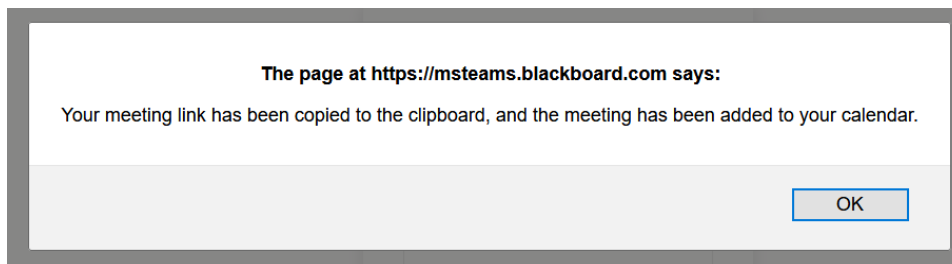 The page at https://msteams.blackboard.com says:
Your meeting link has been copied to the clipboard, and the meeting has been added to your calendar.
OK